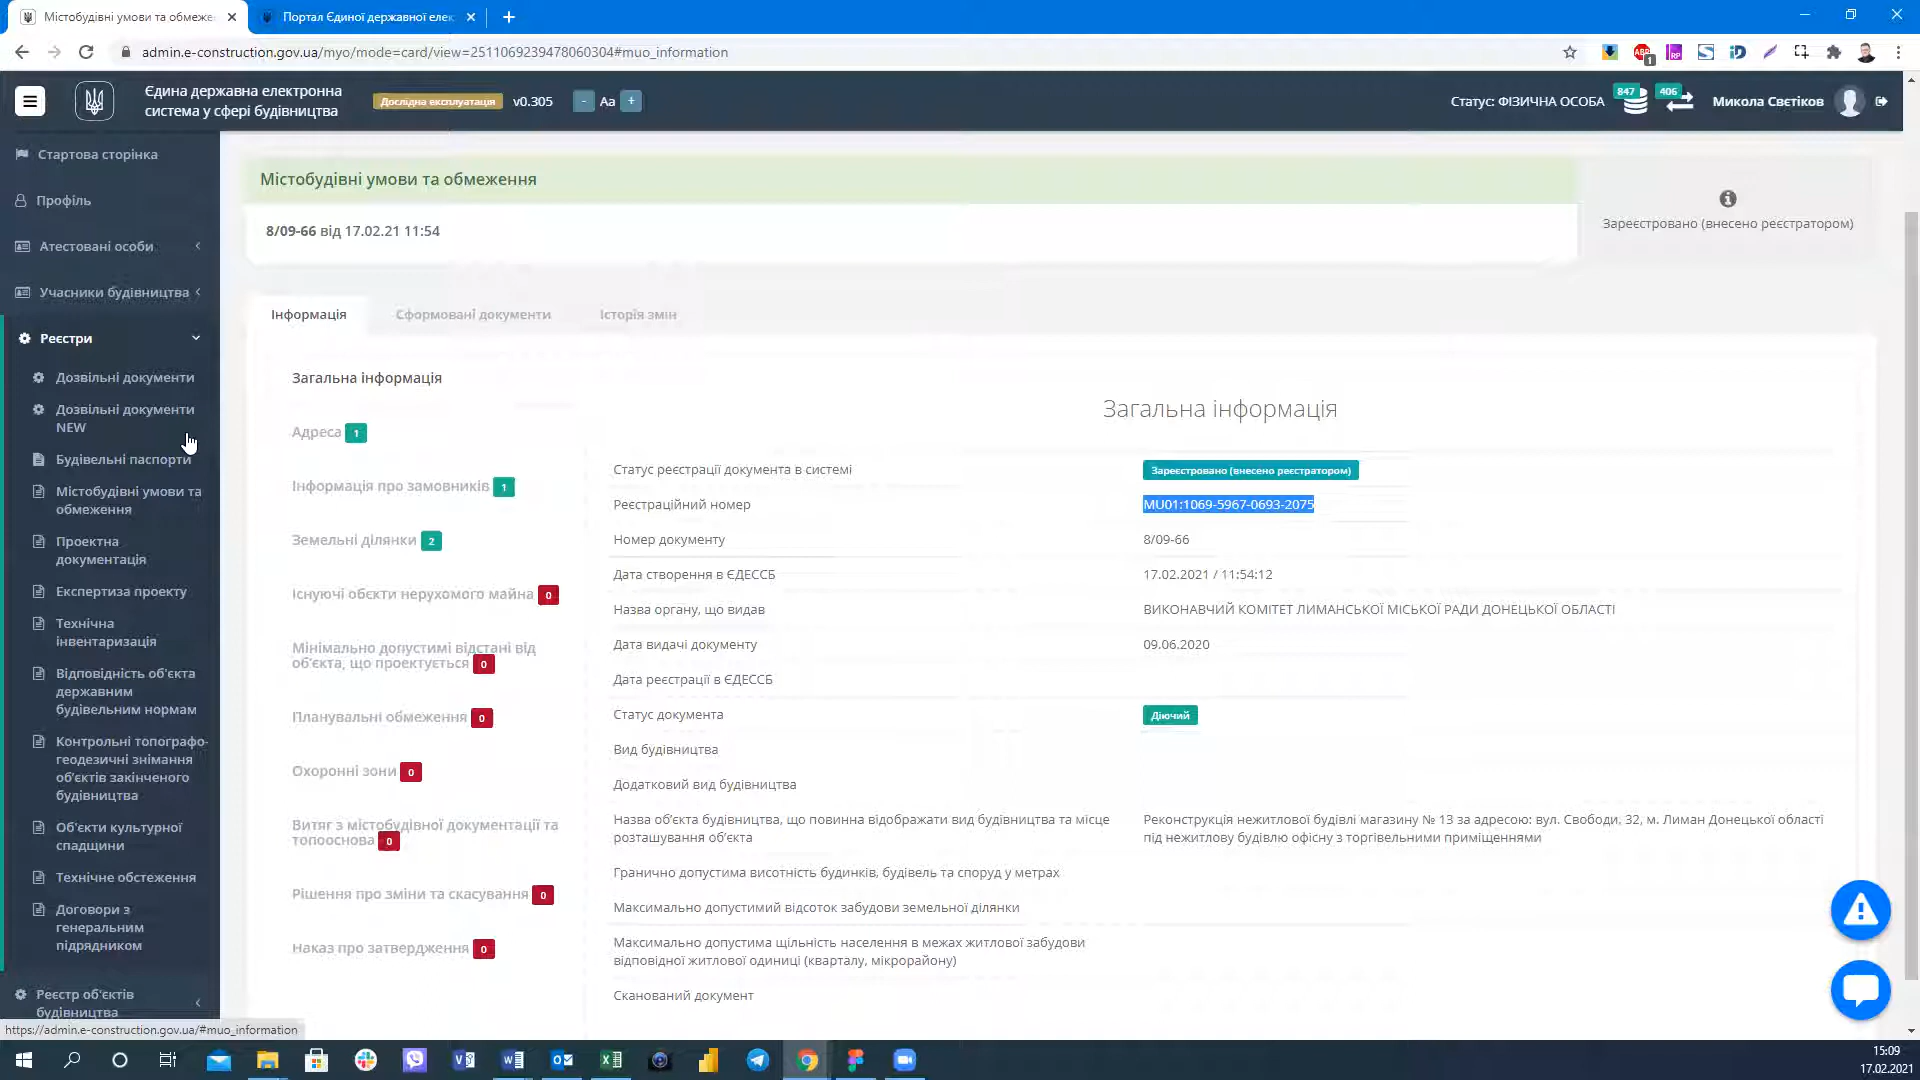 Містобудівні умови та обмеже
Портал Єдиної державної елек
admin.e-construction.gov.ua/myo/mode=card/view=2511069239478060304#muo_information
Єдина державна електронна
система у сфері будівництва
Дослідна експлуатація
v0.305
- Aa +
Статус: ФІЗИЧНА ОСОБА
847
406
Микола Свєтіков
Стартова сторінка
Профіль
Атестовані особи
Учасники будівництва
Реєстри
Дозвільні документи
Дозвільні документи
NEW
Будівельні паспорти
Містобудівні умови та
обмеження
Проектна
документація
Експертиза проекту
Технічна
інвентаризація
Відповідність об'єкта
державним
будівельним нормам
Контрольні топографо-
геодезичні знімання
об’єктів закінченого
будівництва
Об'єкти культурної
спадщини
Технічне обстеження
Договори з
генеральним
підрядником
Реєстр об'єктів
будівництва
https://admin.e-construction.gov.ua/#muo_information
Містобудівні умови та обмеження
8/09-66 від 17.02.21 11:54
Зареєстровано (внесено реєстратором)
Інформація
Сформовані документи
Історія змін
Загальна інформація
Адреса 1
Інформація про замовників 1
Земельні ділянки 2
Існуючі обєкти нерухомого майна 0
Мінімально допустимі відстані від
об'єкта, що проектується 0
Планувальні обмеження 0
Охоронні зони 0
Витяг з містобудівної документації та
топооснова 0
Рішення про зміни та скасування 0
Наказ про затвердження 0
Загальна інформація
Статус реєстрації документа в системі
Зареєстровано (внесено реєстратором)
Реєстраційний номер
MU01:1069-5967-0693-2075
Номер документу
8/09-66
Дата створення в ЄДЕССБ
17.02.2021 / 11:54:12
Назва органу, що видав
ВИКОНАВЧИЙ КОМІТЕТ ЛИМАНСЬКОЇ МІСЬКОЇ РАДИ ДОНЕЦЬКОЇ ОБЛАСТІ
Дата видачі документу
09.06.2020
Дата реєстрації в ЄДЕССБ
Статус документа
Діючий
Вид будівництва
Додатковий вид будівництва
Назва об’єкта будівництва, що повинна відображати вид будівництва та місце
розташування об’єкта
Реконструкція нежитлової будівлі магазину № 13 за адресою: вул. Свободи, 32, м. Лиман Донецької області
під нежитлову будівлю офісну з торгівельними приміщеннями
Гранично допустима висотність будинків, будівель та споруд у метрах
Максимально допустимий відсоток забудови земельної ділянки
Максимально допустима щільність населення в межах житлової забудови
відповідної житлової одиниці (кварталу, мікрорайону)
Сканований документ
15:09
17.02.2021